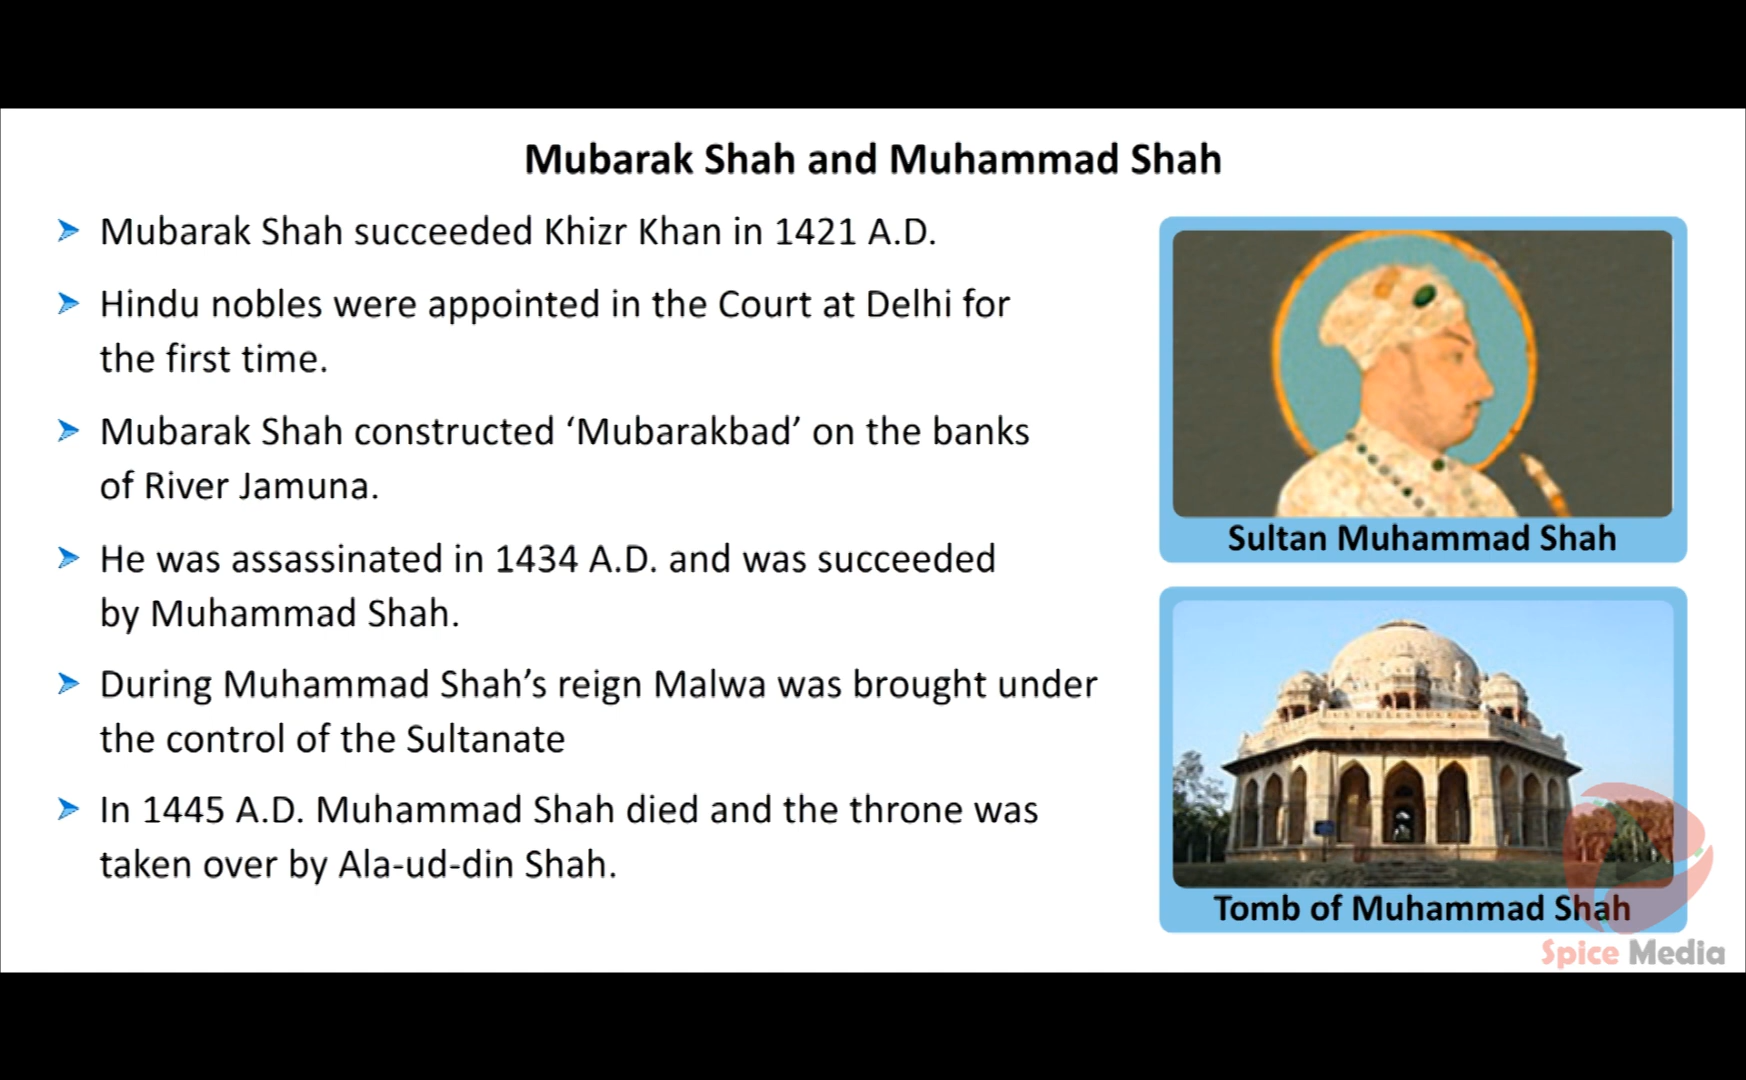 Mubarak Shah and Muhammad Shah
Mubarak Shah succeeded Khizr Khan in 1421 A.D.
Hindu nobles were appointed in the Court at Delhi for
the first time.
Mubarak Shah constructed ‘Mubarakbad’ on the banks
of River Jamuna.
He was assassinated in 1434 A.D. and was succeeded
by Muhammad Shah.
During Muhammad Shah’s reign Malwa was brought under
the control of the Sultanate
In 1445 A.D. Muhammad Shah died and the throne was
taken over by Ala-ud-din Shah.
Sultan Muhammad Shah
Tomb of Muhammad Shah
Spice Media